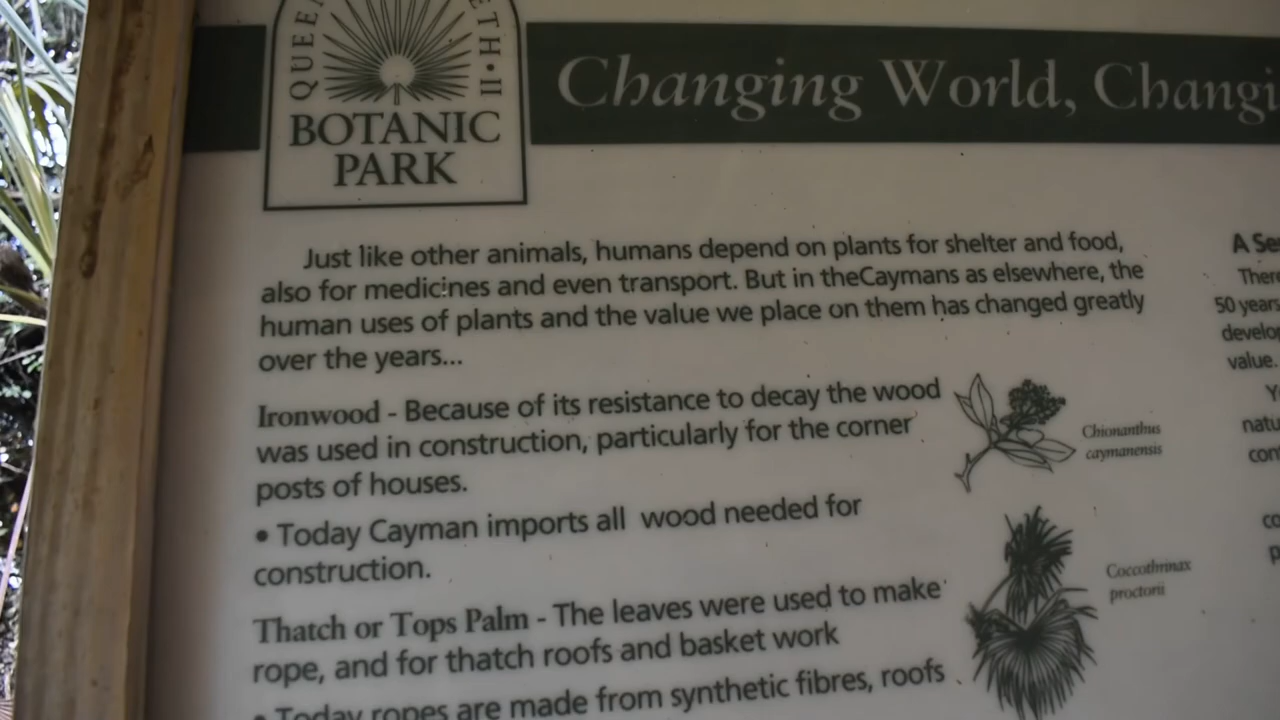 QUEEN ELIZABETH • II
BOTANIC
PARK
Changing World, Changi
Just like other animals, humans depend on plants for shelter and food,
also for medicines and even transport. But in theCaymans as elsewhere, the
human uses of plants and the value we place on them has changed greatly
over the years...
Ironwood - Because of its resistance to decay the wood
was used in construction, particularly for the corner
posts of houses.
• Today Cayman imports all wood needed for
construction.
Thatch or Tops Palm - The leaves were used to make
rope, and for thatch roofs and basket work
• Today ropes are made from synthetic fibres, roofs
Chionanthus
caymanensis
Coccothrinax
proctorii
A Se
There
50 years
develop
value.
Y
natu
con
co
p